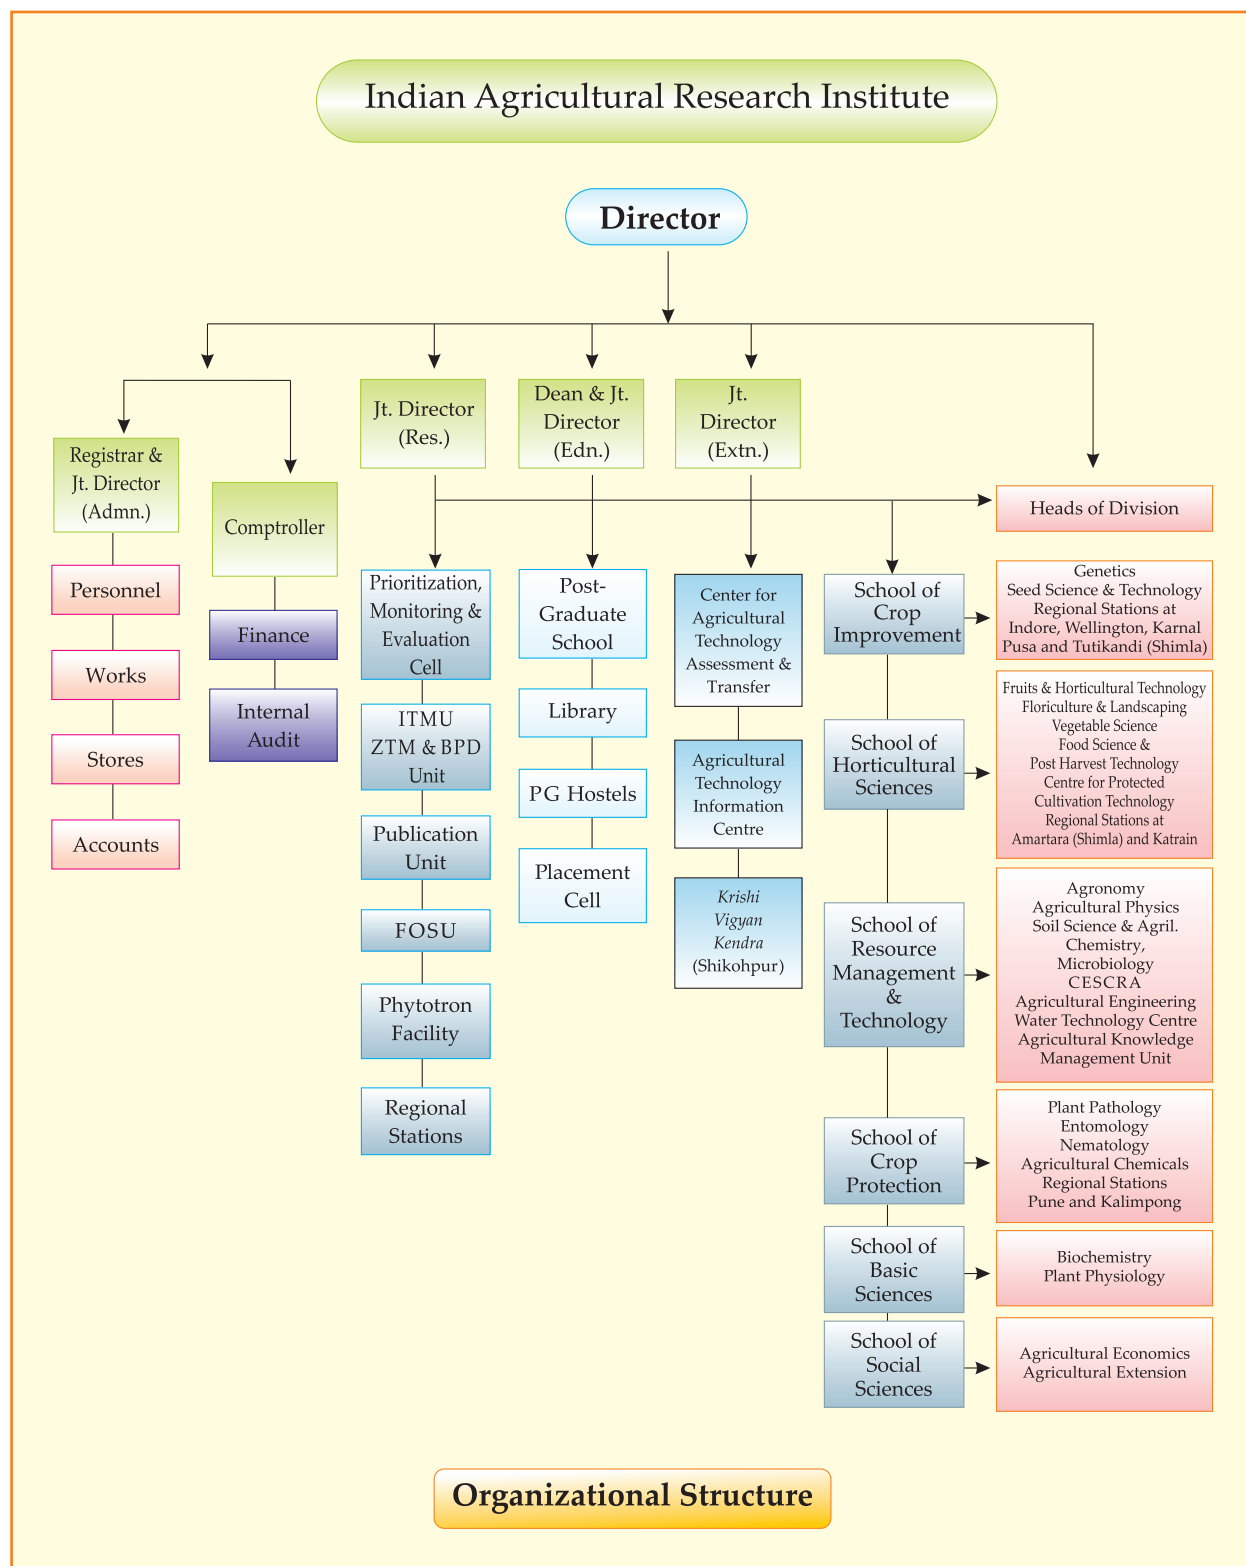 Indian Agricultural Research Institute
Director
Registrar &
Jt. Director
(Admn.)
Personnel
Works
Stores
Accounts
Comptroller
Finance
Internal
Audit
Jt. Director
(Res.)
Prioritization,
Monitoring &
Evaluation
Cell
ITMU
ZTM & BPD
Unit
Publication
Unit
FOSU
Phytotron
Facility
Regional
Stations
Dean & Jt.
Director
(Edn.)
Post-
Graduate
School
Library
PG Hostels
Placement
Cell
Jt.
Director
(Extn.)
Center for
Agricultural
Technology
Assessment &
Transfer
Agricultural
Technology
Information
Centre
Krishi
Vigyan
Kendra
(Shikohpur)
Heads of Division
School of
Crop
Improvement
Genetics
Seed Science & Technology
Regional Stations at
Indore, Wellington, Karnal
Pusa and Tutikandi (Shimla)
School of
Horticultural
Sciences
Fruits & Horticultural Technology
Floriculture & Landscaping
Vegetable Science
Food Science &
Post Harvest Technology
Centre for Protected
Cultivation Technology
Regional Stations at
Amartara (Shimla) and Katrain
School of
Resource
Management
&
Technology
Agronomy
Agricultural Physics
Soil Science & Agril.
Chemistry,
Microbiology
CESCRA
Agricultural Engineering
Water Technology Centre
Agricultural Knowledge
Management Unit
School of
Crop
Protection
Plant Pathology
Entomology
Nematology
Agricultural Chemicals
Regional Stations
Pune and Kalimpong
School of
Basic
Sciences
Biochemistry
Plant Physiology
School of
Social
Sciences
Agricultural Economics
Agricultural Extension
Organizational Structure